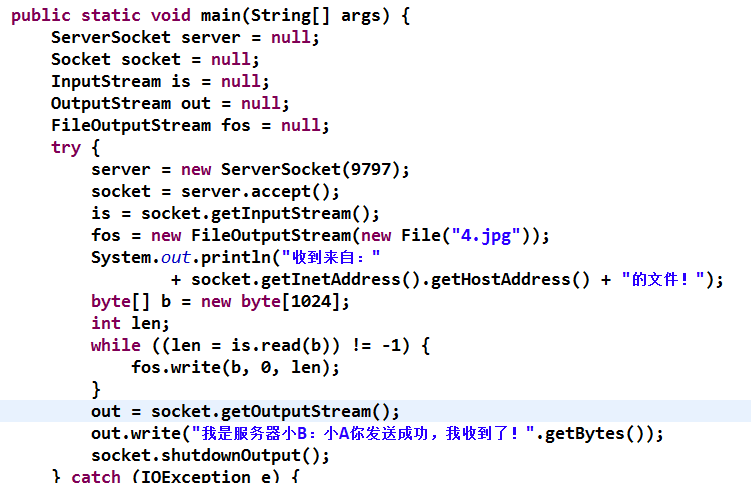 public static void main(String[] args) {
ServerSocket server = null;
Socket socket = null;
InputStream is = null;
OutputStream out = null;
FileOutputStream fos = null;
try {
server = new ServerSocket(9797);
socket = server.accept();
is = socket.getInputStream();
fos = new FileOutputStream(new File("4.jpg"));
System.out.println("收到来自："
+ socket.getInetAddress().getHostAddress() + "的文件！");
byte[] b = new byte[1024];
int len;
while ((len = is.read(b)) != -1) {
fos.write(b, 0, len);
}
out = socket.getOutputStream();
out.write("我是服务器小B：小A你发送成功，我收到了！".getBytes());
socket.shutdownOutput();
} catch (IOException e) {